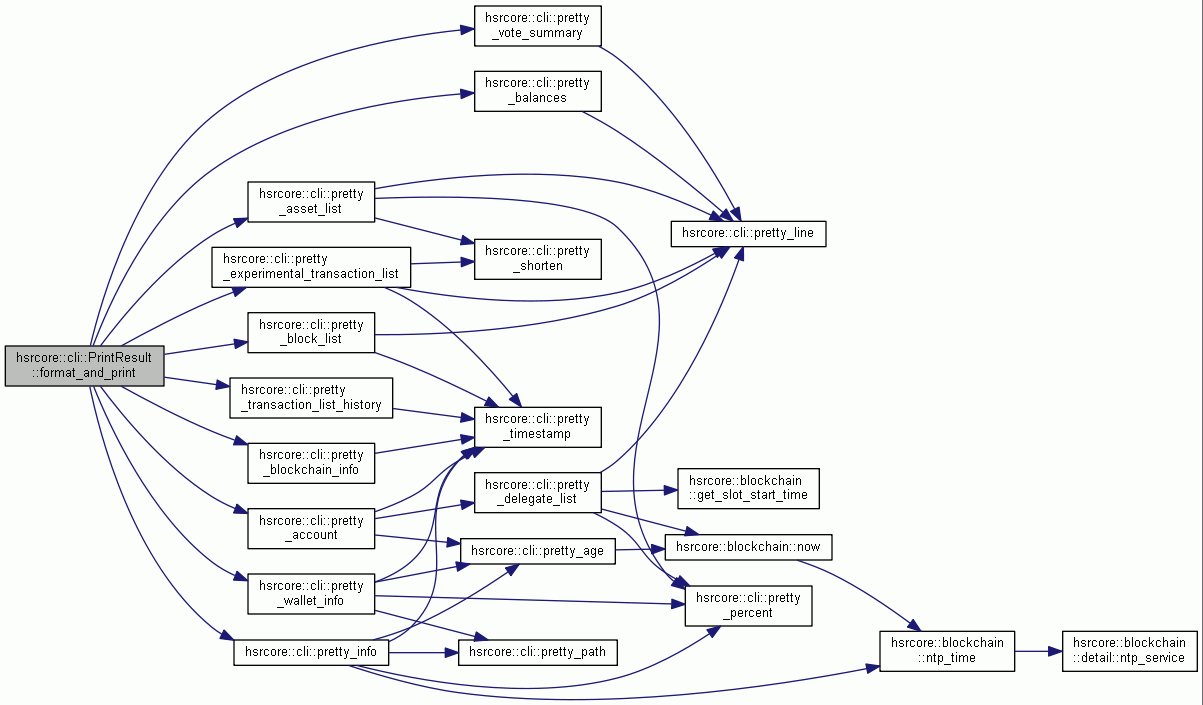 hsrcore::cli::pretty
_vote_summary
hsrcore::cli::pretty
_balances
hsrcore::cli::pretty
_asset_list
hsrcore::cli::pretty_line
hsrcore::cli::pretty
_shorten
hsrcore::cli::pretty
_experimental_transaction_list
hsrcore::cli::pretty
_block_list
hsrcore::cli::PrintResult
::format_and_print
hsrcore::cli::pretty
_transaction_list_history
hsrcore::cli::pretty
_timestamp
hsrcore::cli::pretty
_blockchain_info
hsrcore::cli::pretty
_delegate_list
hsrcore::blockchain
::get_slot_start_time
hsrcore::cli::pretty
_account
hsrcore::cli::pretty_age
hsrcore::blockchain::now
hsrcore::cli::pretty
_wallet_info
hsrcore::cli::pretty
_percent
hsrcore::cli::pretty_info
hsrcore::cli::pretty_path
hsrcore::blockchain
::ntp_time
hsrcore::blockchain
::detail::ntp_service